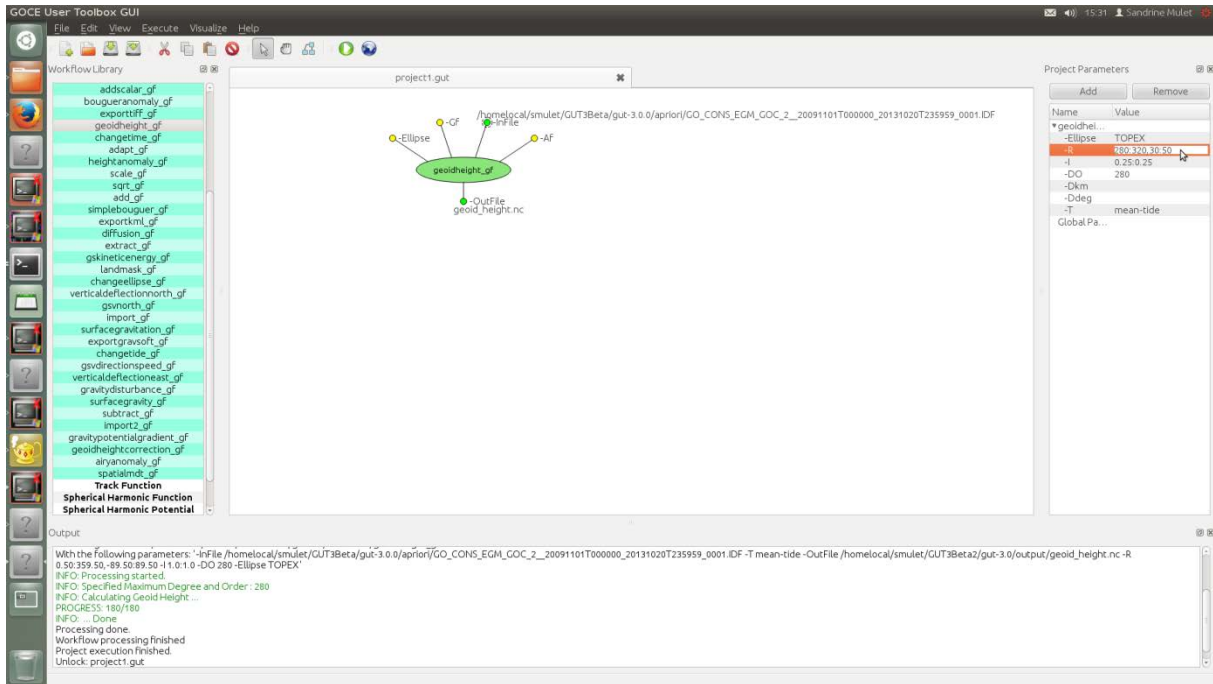 GOCE User Toolbox GUI
15:31 Sandrine Mulet
File Edit View Execute Visualize Help
Workflow Library
addscalar_gf
bougueranomaly_gf
exporttiff_gf
geoidheight_gf
changetime_gf
adapt_gf
heightanomaly_gf
scale_gf
sqrt_gf
add_gf
simplebouguer_gf
exportkml_gf
diffusion_gf
extract_gf
gskineticenergy_gf
landmask_gf
changeellipse_gf
verticaldeflectionnorth_gf
gsvnorth_gf
import_gf
surfacegravitation_gf
exportgravsoft_gf
changetide_gf
gsvdirectionspeed_gf
verticaldeflectioneast_gf
gravitydisturbance_gf
surfacegravity_gf
subtract_gf
import2_gf
gravitypotentialgradient_gf
geoidheightcorrection_gf
airyanomaly_gf
spatialmdt_gf
Track Function
Spherical Harmonic Function
Spherical Harmonic Potential
project1.gut
/homelocal/smulet/GUT3Beta/gut-3.0.0/apriori/GO_CONS_EGM_GOC_2__20091101T000000_20131020T235959_0001.IDF
-Gf
-InFile
-Ellipse
-Af
geoidheight_gf
-OutFile
geoid_height.nc
Project Parameters
Add Remove
Name Value
geoidhei...
-Ellipse TOPEX
-R 280:320,30:50
-I 0.25:0.25
-DO 280
-Dkm
-Ddeg
-T mean-tide
Global Pa...
Output
With the following parameters: '-InFile /homelocal/smulet/GUT3Beta/gut-3.0.0/apriori/GO_CONS_EGM_GOC_2__20091101T000000_20131020T235959_0001.IDF -T mean-tide -OutFile /homelocal/smulet/GUT3Beta2/gut-3.0/output/geoid_height.nc -R
0.50:359.50,-89.50:89.50 -I 1.0:1.0 -DO 280 -Ellipse TOPEX'
INFO: Processing started.
INFO: Specified Maximum Degree and Order : 280
INFO: Calculating Geoid Height ...
PROGRESS: 180/180
INFO: ... Done
Processing done.
Workflow processing finished
Project execution finished.
Unlock: project1.gut